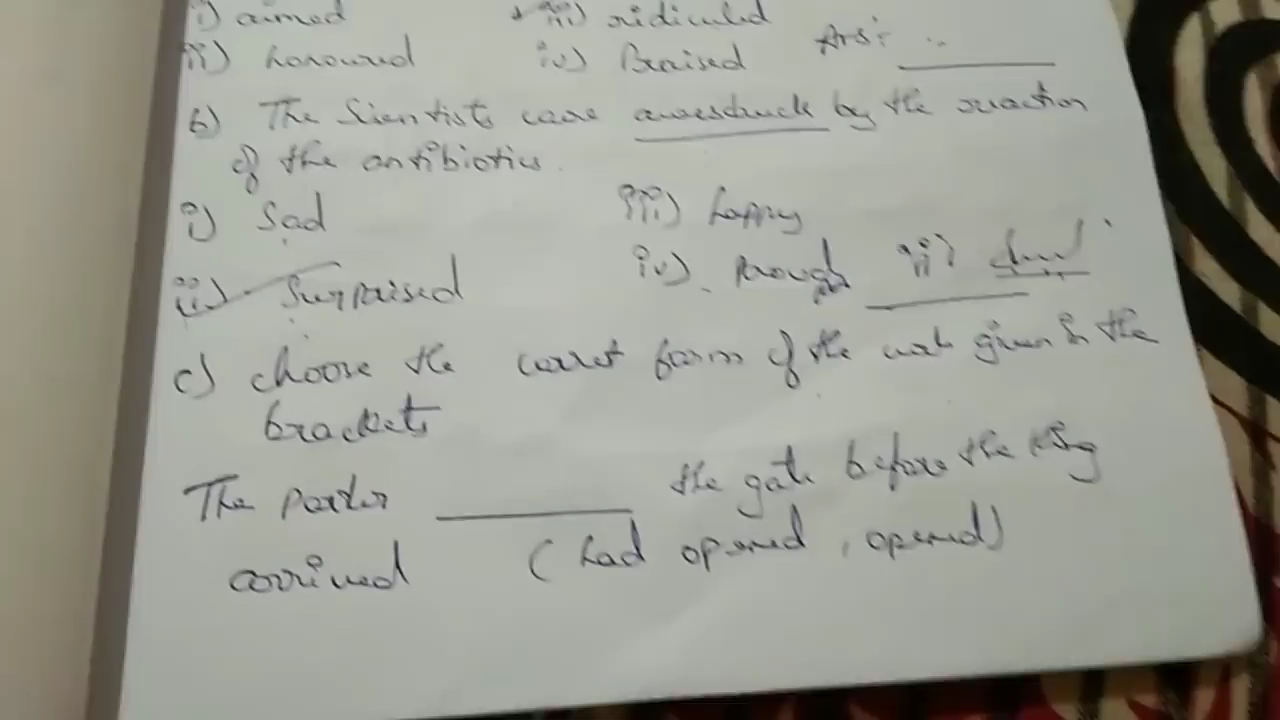 i) aimed iii) ridiculed
ii) honoured iv) Praised Ans:
b) The Scientists were awestruck by the reaction
of the antibiotics.
i) Sad iii) happy
ii) Surprised iv) ii)
c) choose the correct form of the verb given in the
brackets
The porter ______ the gate before the king
arrived (had opened, opened)